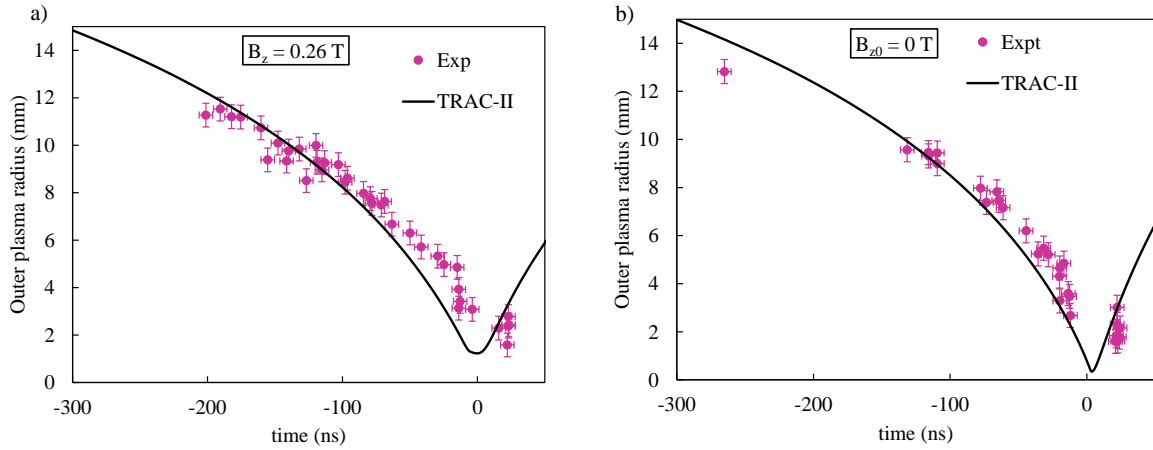 a)
B_z = 0.26 T
Exp
TRAC-II
Outer plasma radius (mm)
14
12
10
8
6
4
2
0
-300
-200
-100
0
time (ns)
b)
B_z0 = 0 T
Expt
TRAC-II
Outer plasma radius (mm)
14
12
10
8
6
4
2
0
-300
-200
-100
0
time (ns)